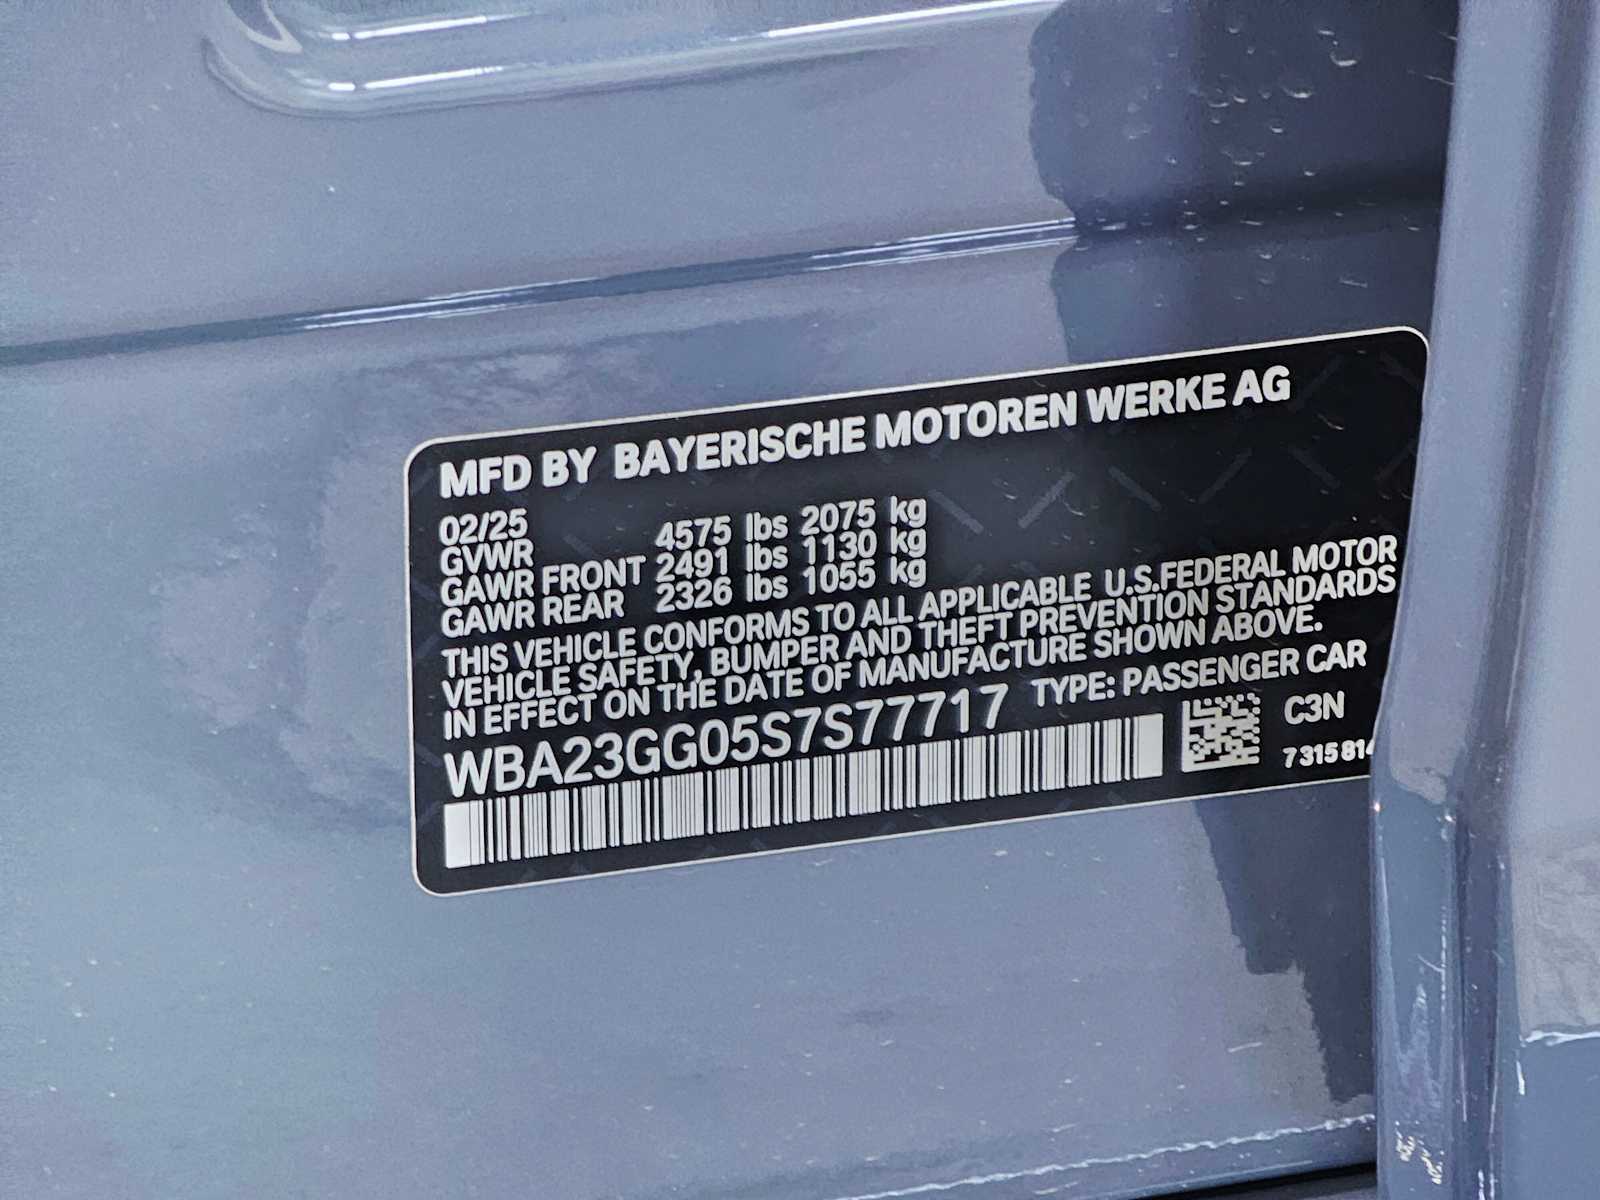 MFD BY BAYERISCHE MOTOREN WERKE AG
02/25
GVWR 4575 lbs 2075 kg
GAWR FRONT 2491 lbs 1130 kg
GAWR REAR 2326 lbs 1055 kg
THIS VEHICLE CONFORMS TO ALL APPLICABLE U.S.FEDERAL MOTOR
VEHICLE SAFETY, BUMPER AND THEFT PREVENTION STANDARDS
IN EFFECT ON THE DATE OF MANUFACTURE SHOWN ABOVE.
WBA23GG05S7S77717 TYPE: PASSENGER CAR
C3N